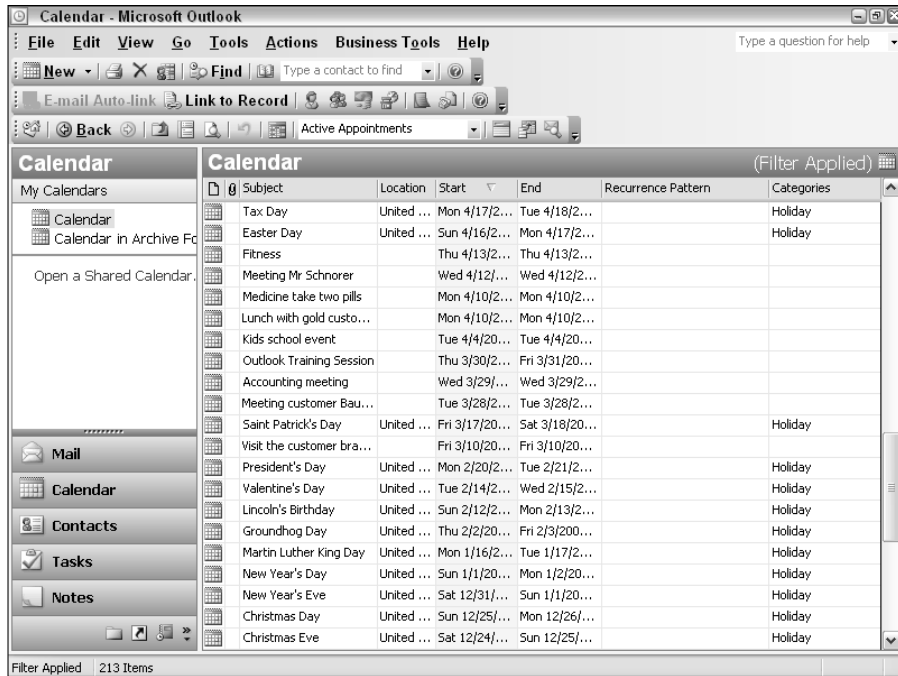 Calendar - Microsoft Outlook
File Edit View Go Tools Actions Business Tools Help Type a question for help
New Find Type a contact to find
E-mail Auto-link Link to Record
Back Active Appointments
Calendar
My Calendars
Calendar
Calendar in Archive Fo
Open a Shared Calendar.
Mail
Calendar
Contacts
Tasks
Notes
Calendar (Filter Applied)
Subject Location Start End Recurrence Pattern Categories
Tax Day United ... Mon 4/17/2... Tue 4/18/2... Holiday
Easter Day United ... Sun 4/16/2... Mon 4/17/2... Holiday
Fitness Thu 4/13/2... Thu 4/13/2...
Meeting Mr Schnorer Wed 4/12/... Wed 4/12/2...
Medicine take two pills Mon 4/10/2... Mon 4/10/2...
Lunch with gold custo... Mon 4/10/2... Mon 4/10/2...
Kids school event Tue 4/4/20... Tue 4/4/20...
Outlook Training Session Thu 3/30/2... Fri 3/31/20...
Accounting meeting Wed 3/29/... Wed 3/29/2...
Meeting customer Bau... Tue 3/28/2... Tue 3/28/2...
Saint Patrick's Day United ... Fri 3/17/20... Sat 3/18/20... Holiday
Visit the customer bra... Fri 3/10/20... Fri 3/10/20...
President's Day United ... Mon 2/20/2... Tue 2/21/2... Holiday
Valentine's Day United ... Tue 2/14/2... Wed 2/15/2... Holiday
Lincoln's Birthday United ... Sun 2/12/2... Mon 2/13/2... Holiday
Groundhog Day United ... Thu 2/2/20... Fri 2/3/200... Holiday
Martin Luther King Day United ... Mon 1/16/2... Tue 1/17/2... Holiday
New Year's Day United ... Sun 1/1/20... Mon 1/2/20... Holiday
New Year's Eve United ... Sat 12/31/... Sun 1/1/20... Holiday
Christmas Day United ... Sun 12/25/... Mon 12/26/... Holiday
Christmas Eve United ... Sat 12/24/... Sun 12/25/... Holiday
Filter Applied 213 Items